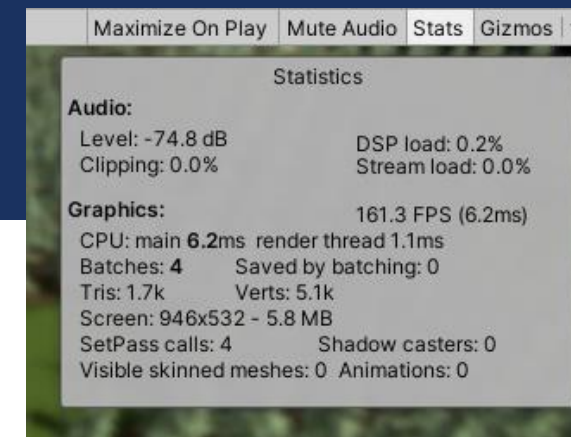 Maximize On Play Mute Audio Stats Gizmos
Statistics
Audio:
Level: -74.8 dB DSP load: 0.2%
Clipping: 0.0% Stream load: 0.0%
Graphics: 161.3 FPS (6.2ms)
CPU: main 6.2ms render thread 1.1ms
Batches: 4 Saved by batching: 0
Tris: 1.7k Verts: 5.1k
Screen: 946x532 - 5.8 MB
SetPass calls: 4 Shadow casters: 0
Visible skinned meshes: 0 Animations: 0